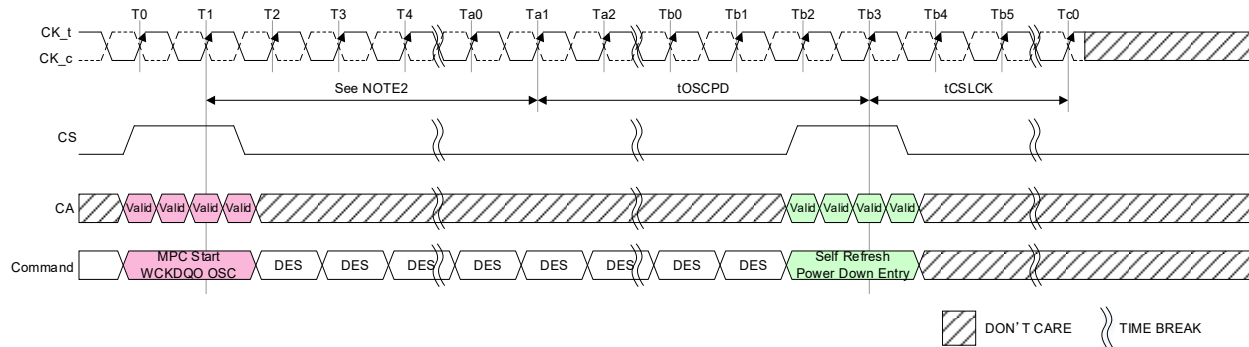 T0 T1 T2 T3 T4 Ta0 Ta1 Ta2 Tb0 Tb1 Tb2 Tb3 Tb4 Tb5 Tc0
CK_t
CK_c
See NOTE2 tOSCPD tCSLCK
CS
CA Valid Valid Valid Valid Valid Valid Valid Valid
Command MPC Start WCKDQO OSC DES DES DES DES DES DES DES DES Self Refresh Power Down Entry
DON'T CARE TIME BREAK